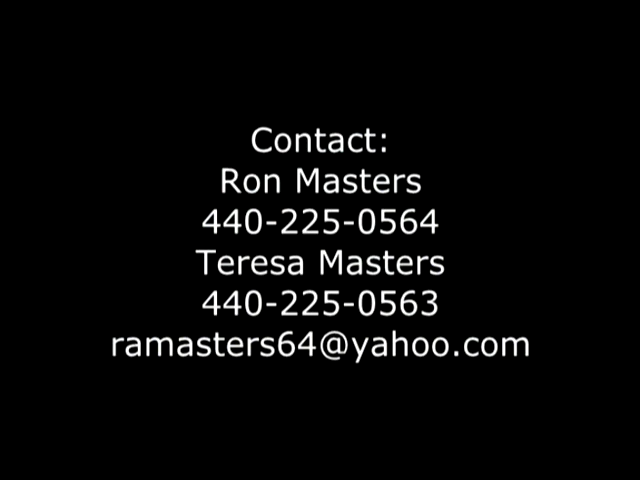 Contact:
Ron Masters
440-225-0564
Teresa Masters
440-225-0563
ramasters64@yahoo.com